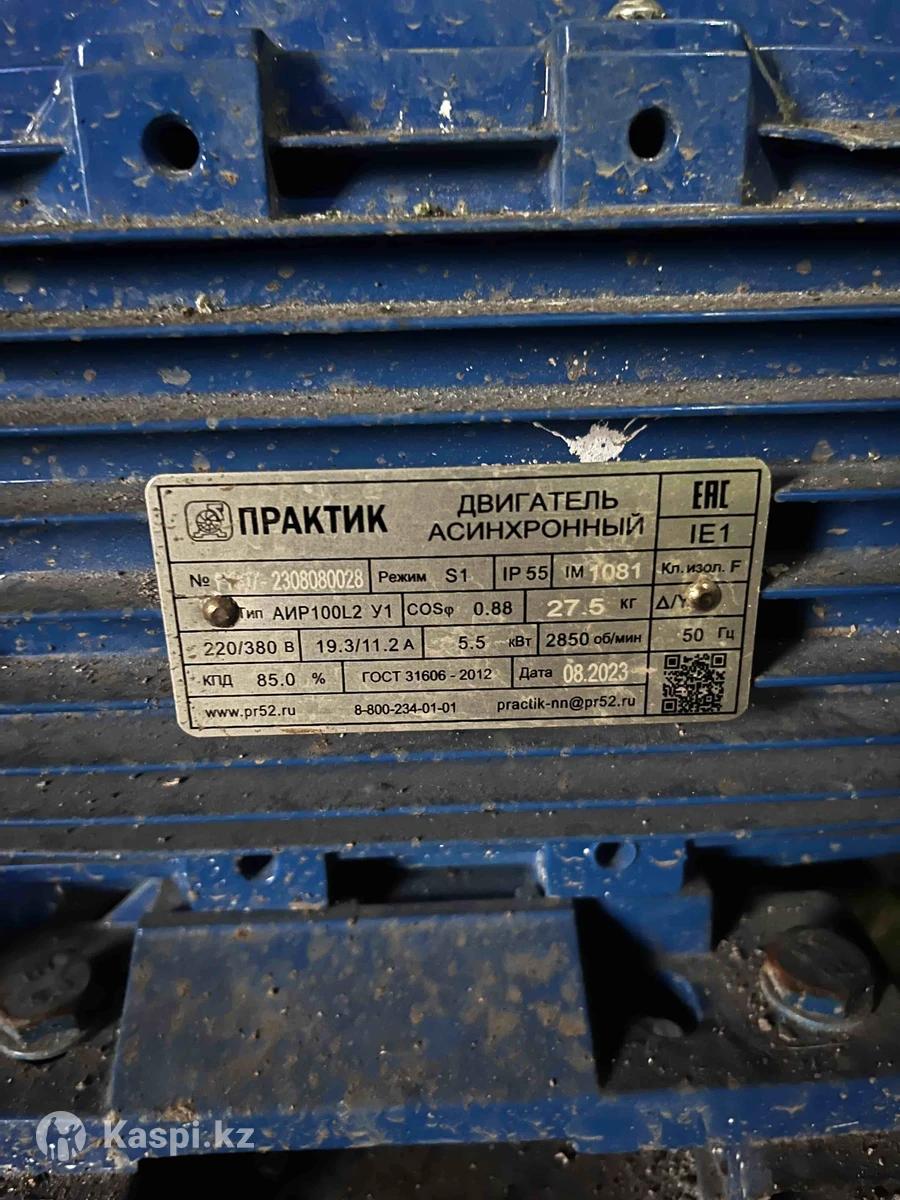 ПРАКТИК
ДВИГАТЕЛЬ АСИНХРОННЫЙ
EAC
IE1
№ 2308080028 Режим S1 IP 55 IM 1081 Кл. изол. F
Тип АИР100L2 У1 COSφ 0.88 27.5 кг Δ/Y
220/380 В 19.3/11.2 А 5.5 кВт 2850 об/мин 50 Гц
КПД 85.0 % ГОСТ 31606 - 2012 Дата 08.2023
www.pr52.ru 8-800-234-01-01 practik-nn@pr52.ru
Kaspi.kz